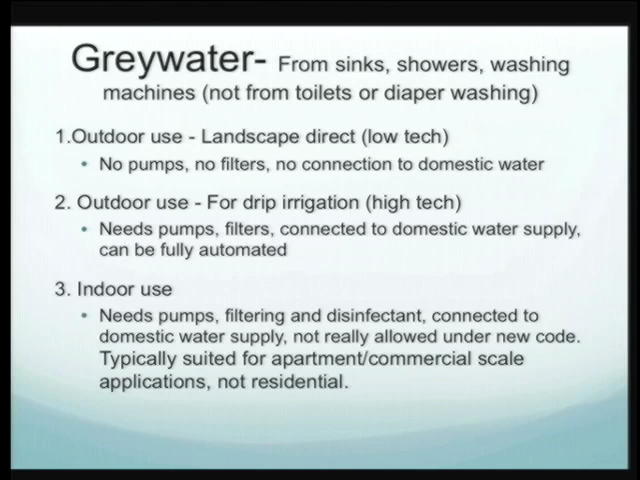 Greywater- From sinks, showers, washing
machines (not from toilets or diaper washing)
1.Outdoor use - Landscape direct (low tech)
• No pumps, no filters, no connection to domestic water
2. Outdoor use - For drip irrigation (high tech)
• Needs pumps, filters, connected to domestic water supply,
can be fully automated
3. Indoor use
• Needs pumps, filtering and disinfectant, connected to
domestic water supply, not really allowed under new code.
Typically suited for apartment/commercial scale
applications, not residential.